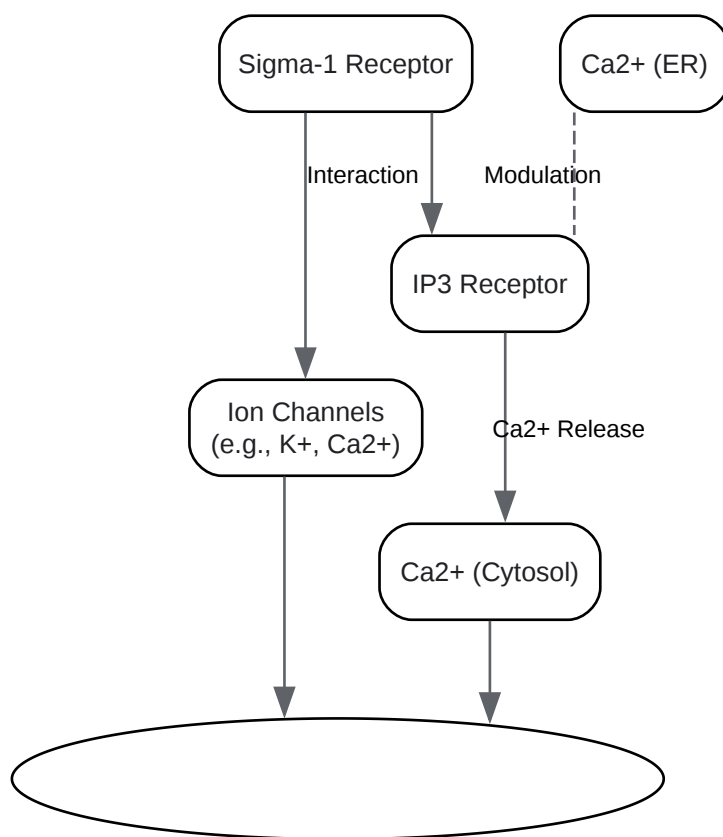 Sigma-1 Receptor
Ca2+ (ER)
Interaction
Modulation
IP3 Receptor
Ion Channels
(e.g., K+, Ca2+)
Ca2+ Release
Ca2+ (Cytosol)